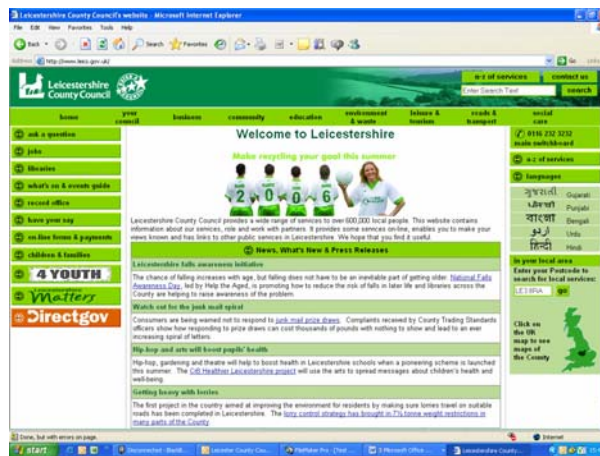 Leicestershire County Council's website - Microsoft Internet Explorer
File Edit View Favorites Tools Help
Back Search Favorites
Address http://www.leics.gov.uk/ Go
Leicestershire
County Council
a-z of services contact us
Enter Search Text search
home your council business community education environment & waste leisure & tourism roads & transport social care
ask a question
jobs
libraries
what's on & events guide
record office
have your say
on-line forms & payments
children & families
4 YOUTH
Leicestershire
Matters
Directgov
Welcome to Leicestershire
Make recycling your goal this summer
2 0 0 6
Leicestershire County Council provides a wide range of services to over 600,000 local people. This website contains
information about our services, role and work with partners. It provides some services on-line, enables you to make your
views known and has links to other public services in Leicestershire. We hope that you find it useful.
News, What's New & Press Releases
Leicestershire falls awareness initiative
The chance of falling increases with age, but falling does not have to be an inevitable part of getting older. National Falls
Awareness Day, led by Help the Aged, is promoting how to reduce the risk of falls in later life and libraries across the
County are helping to raise awareness of the problem.
Watch out for the junk mail spiral
Consumers are being warned not to respond to junk mail prize draws. Complaints received by County Trading Standards
officers show how responding to prize draws can cost thousands of pounds with nothing to show and lead to an ever
increasing spiral of letters.
Hip-hop and arts will boost pupils' health
Hip-hop, gardening and theatre will help to boost health in Leicestershire schools when a pioneering scheme is launched
this summer. The Healthier Leicestershire project will use the arts to spread messages about children's health and
well-being.
Getting heavy with lorries
The first project in the country aimed at improving the environment for residents by making sure lorries travel on suitable
roads has been completed in Leicestershire. The lorry control strategy has brought in 7½ tonne weight restrictions in
many parts of the County
0116 232 3232
main switchboard
a-z of services
languages
ગુજરાતી Gujarati
ਪੰਜਾਬੀ Punjabi
বাংলা Bengali
اردو Urdu
हिन्दी Hindi
in your local area
Enter your Postcode to
search for local services:
LE3 8RA go
Click on
the UK
map to see
maps of
the County
Done, but with errors on page. Internet
start